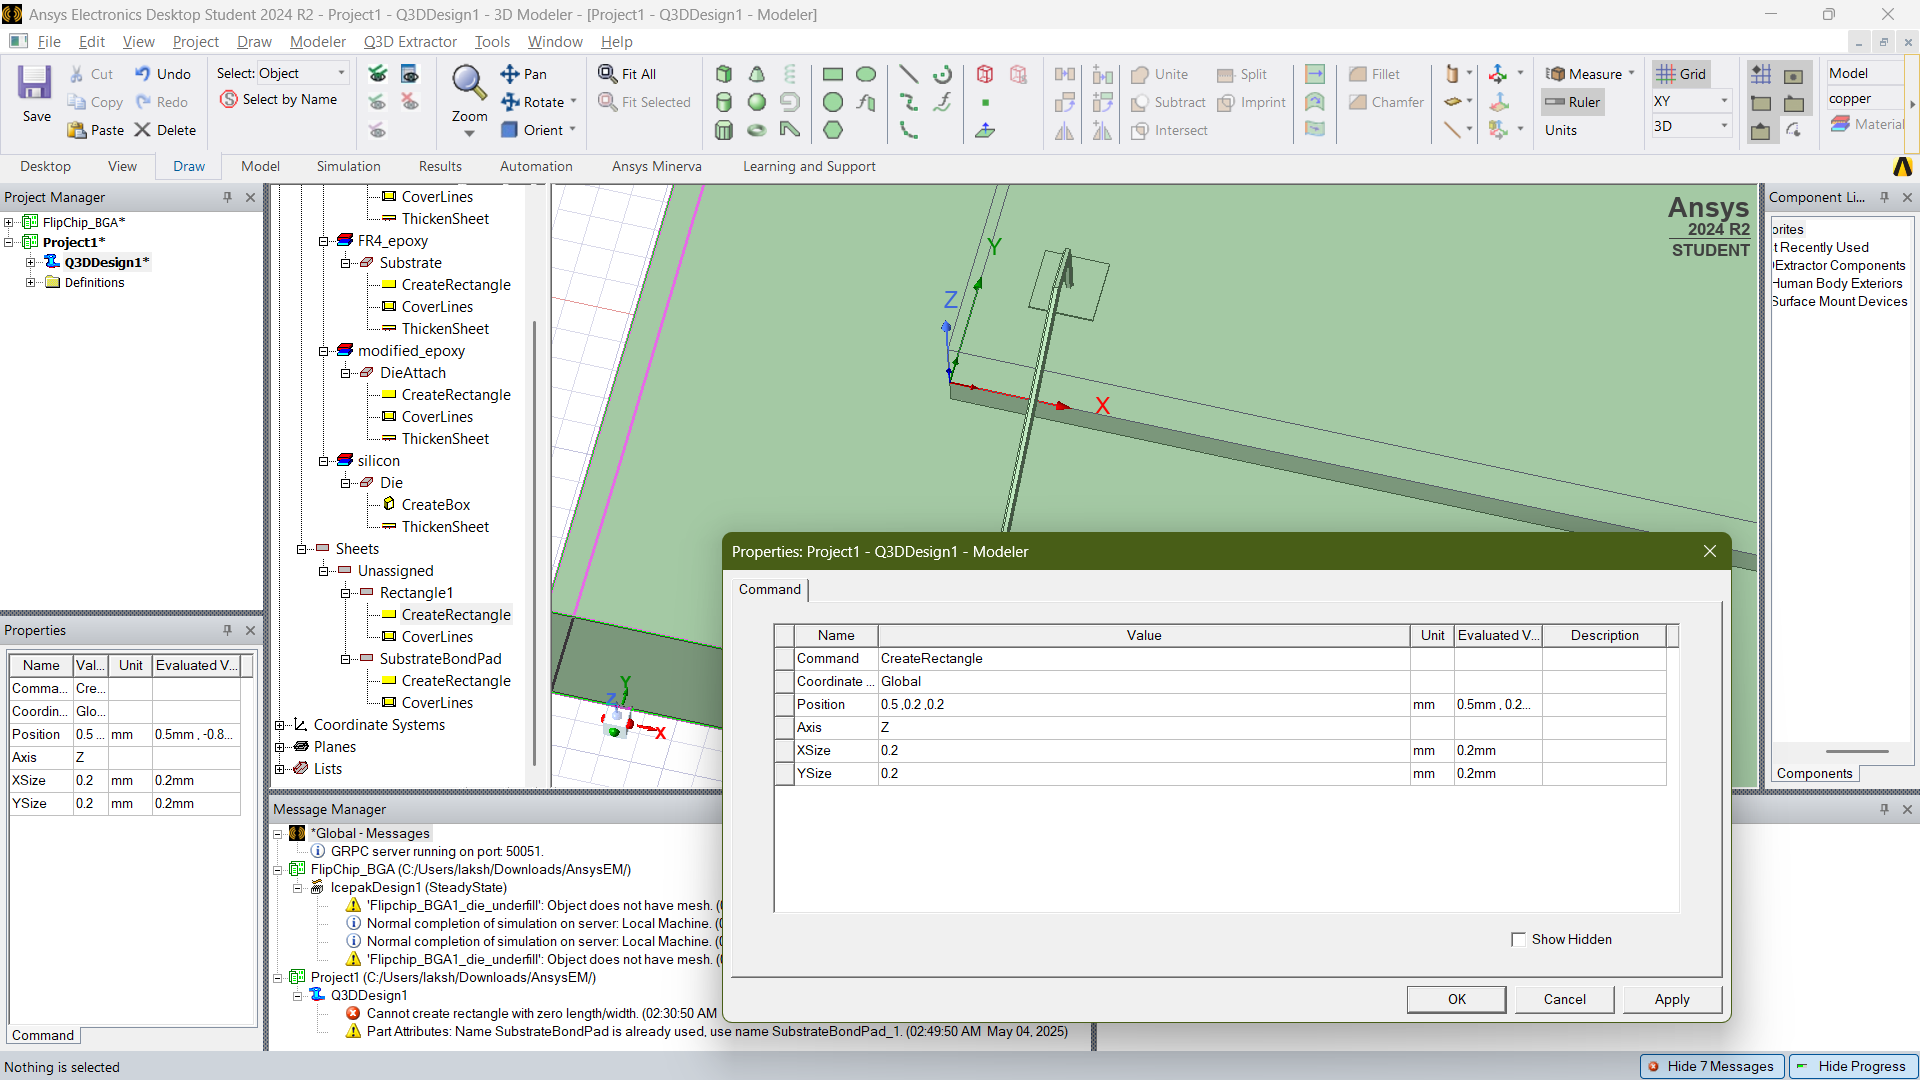 Ansys Electronics Desktop Student 2024 R2 - Project1 - Q3DDesign1 - 3D Modeler - [Project1 - Q3DDesign1 - Modeler]
File Edit View Project Draw Modeler Q3D Extractor Tools Window Help
Save
Cut
Copy
Paste
Undo
Redo
Delete
Select: Object
Select by Name
Zoom
Pan
Rotate
Orient
Fit All
Fit Selected
Unite
Subtract
Intersect
Split
Imprint
Fillet
Chamfer
Measure
Ruler
Units
Grid
XY
3D
Model
copper
Material
Desktop View Draw Model Simulation Results Automation Ansys Minerva Learning and Support
Project Manager
FlipChip_BGA*
Project1*
Q3DDesign1*
Definitions
Properties
Name Val... Unit Evaluated V...
Comma... Cre...
Coordin... Glo...
Position 0.5 ... mm 0.5mm , -0.8...
Axis Z
XSize 0.2 mm 0.2mm
YSize 0.2 mm 0.2mm
Command
CoverLines
ThickenSheet
FR4_epoxy
Substrate
CreateRectangle
CoverLines
ThickenSheet
modified_epoxy
DieAttach
CreateRectangle
CoverLines
ThickenSheet
silicon
Die
CreateBox
ThickenSheet
Sheets
Unassigned
Rectangle1
CreateRectangle
CoverLines
SubstrateBondPad
CreateRectangle
CoverLines
Coordinate Systems
Planes
Lists
Y
Z
X
Y
Z
X
Ansys
2024 R2
STUDENT
Component Li...
orites
t Recently Used
Extractor Components
Human Body Exteriors
Surface Mount Devices
Components
Properties: Project1 - Q3DDesign1 - Modeler
Command
Name Value Unit Evaluated V... Description
Command CreateRectangle
Coordinate ... Global
Position 0.5 ,0.2 ,0.2 mm 0.5mm , 0.2...
Axis Z
XSize 0.2 mm 0.2mm
YSize 0.2 mm 0.2mm
Show Hidden
OK Cancel Apply
Message Manager
*Global - Messages
GRPC server running on port: 50051.
FlipChip_BGA (C:/Users/laksh/Downloads/AnsysEM/)
IcepakDesign1 (SteadyState)
'Flipchip_BGA1_die_underfill': Object does not have mesh. (0
Normal completion of simulation on server: Local Machine. (0
Normal completion of simulation on server: Local Machine. (0
'Flipchip_BGA1_die_underfill': Object does not have mesh. (0
Project1 (C:/Users/laksh/Downloads/AnsysEM/)
Q3DDesign1
Cannot create rectangle with zero length/width. (02:30:50 AM
Part Attributes: Name SubstrateBondPad is already used, use name SubstrateBondPad_1. (02:49:50 AM May 04, 2025)
Nothing is selected
Hide 7 Messages
Hide Progress